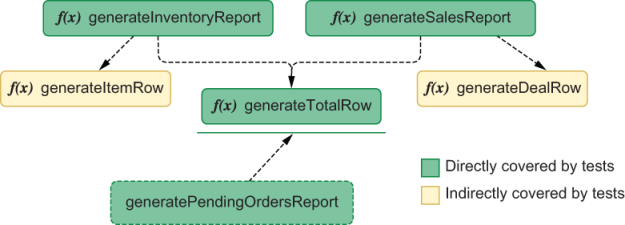 f(x) generateInventoryReport
f(x) generateSalesReport
f(x) generateItemRow
f(x) generateTotalRow
f(x) generateDealRow
generatePendingOrdersReport
Directly covered by tests
Indirectly covered by tests